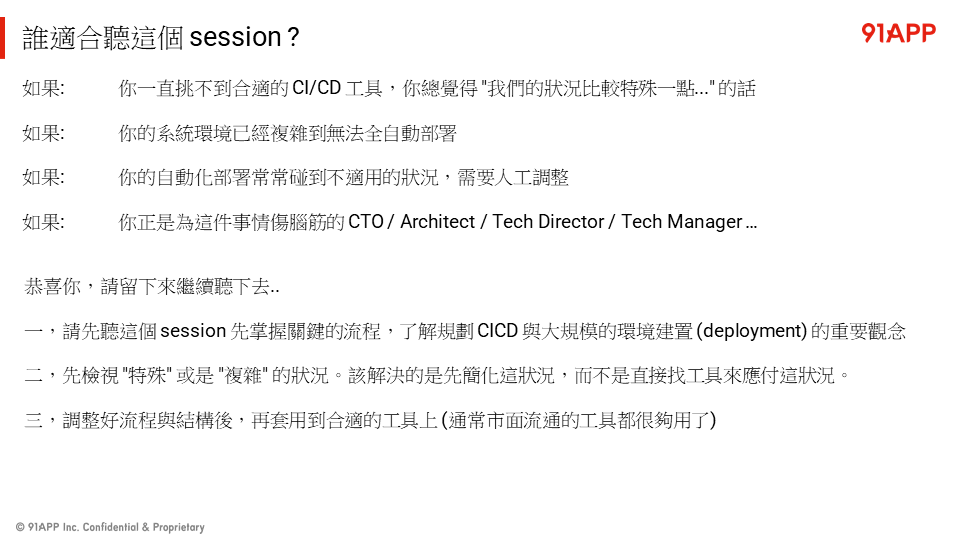 誰適合聽這個 session ?
91APP
如果: 你一直挑不到合適的 CI/CD 工具，你總覺得 "我們的狀況比較特殊一點..." 的話
如果: 你的系統環境已經複雜到無法全自動部署
如果: 你的自動化部署常常碰到不適用的狀況，需要人工調整
如果: 你正是為這件事情傷腦筋的 CTO / Architect / Tech Director / Tech Manager ...
恭喜你，請留下來繼續聽下去..
一，請先聽這個 session 先掌握關鍵的流程，了解規劃 CICD 與大規模的環境建置 (deployment) 的重要觀念
二，先檢視 "特殊" 或是 "複雜" 的狀況。該解決的是先簡化這狀況，而不是直接找工具來應付這狀況。
三，調整好流程與結構後，再套用到合適的工具上 (通常市面流通的工具都很夠用了)
© 91APP Inc. Confidential & Proprietary